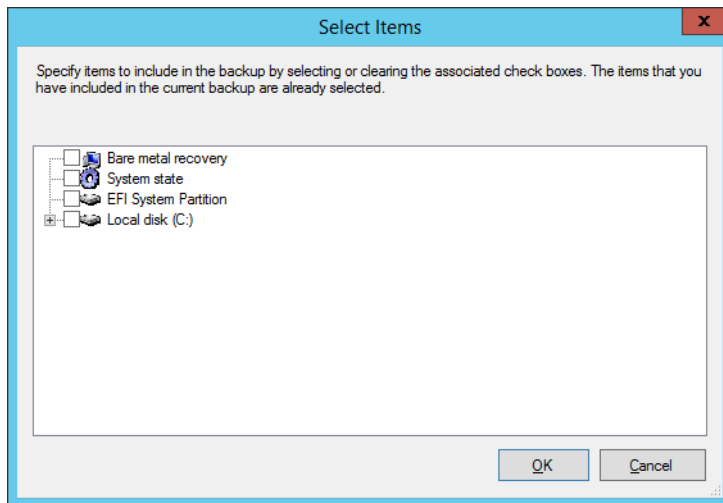 Select Items
x
Specify items to include in the backup by selecting or clearing the associated check boxes. The items that you
have included in the current backup are already selected.
Bare metal recovery
System state
EFI System Partition
Local disk (C:)
OK
Cancel